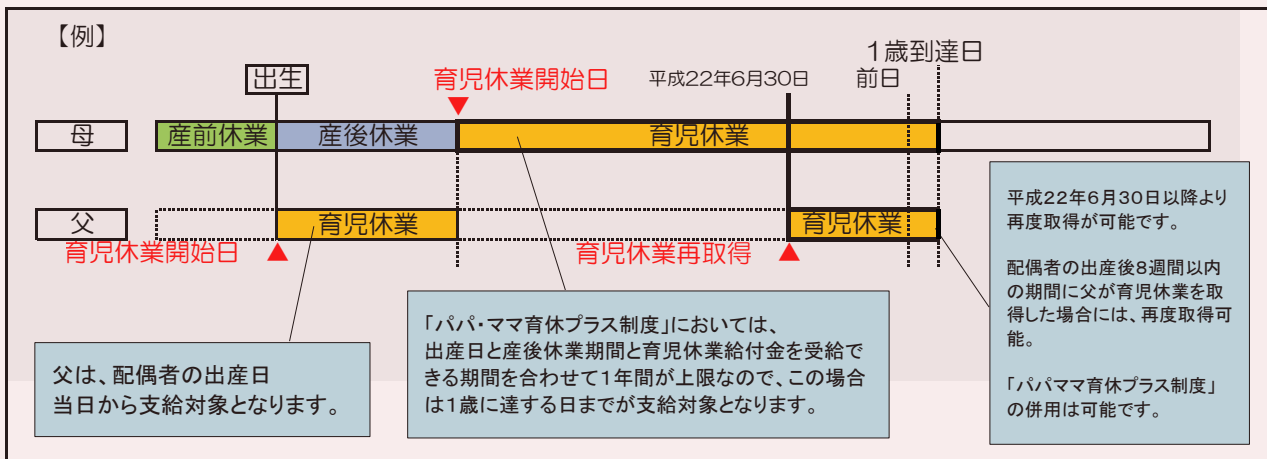 【例】
1歳到達日
出生
育児休業開始日
平成22年6月30日
前日
母
産前休業
産後休業
育児休業
父
育児休業
育児休業
育児休業開始日
育児休業再取得
父は、配偶者の出産日
当日から支給対象となります。
「パパ・ママ育休プラス制度」においては、
出産日と産後休業期間と育児休業給付金を受給で
きる期間を合わせて1年間が上限なので、この場合
は1歳に達する日までが支給対象となります。
平成22年6月30日以降より
再度取得が可能です。
配偶者の出産後8週間以内
の期間に父が育児休業を取
得した場合には、再度取得可
能。
「パパママ育休プラス制度」
の併用は可能です。